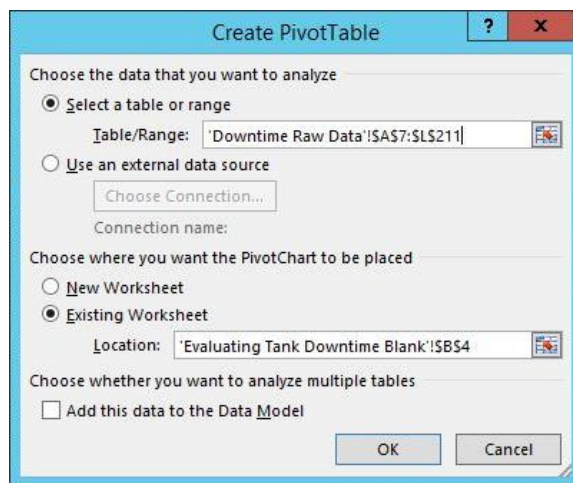 Create PivotTable
?
x
Choose the data that you want to analyze
Select a table or range
Table/Range: 'Downtime Raw Data'!$A$7:$L$211
Use an external data source
Choose Connection...
Connection name:
Choose where you want the PivotChart to be placed
New Worksheet
Existing Worksheet
Location: 'Evaluating Tank Downtime Blank'!$B$4
Choose whether you want to analyze multiple tables
Add this data to the Data Model
OK Cancel